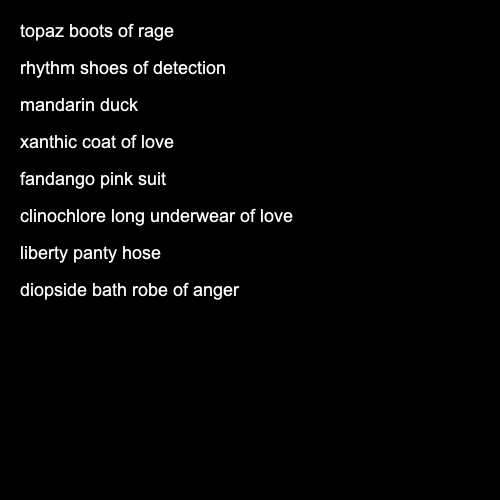 topaz boots of rage
rhythm shoes of detection
mandarin duck
xanthic coat of love
fandango pink suit
clinochlore long underwear of love
liberty panty hose
diopside bath robe of anger